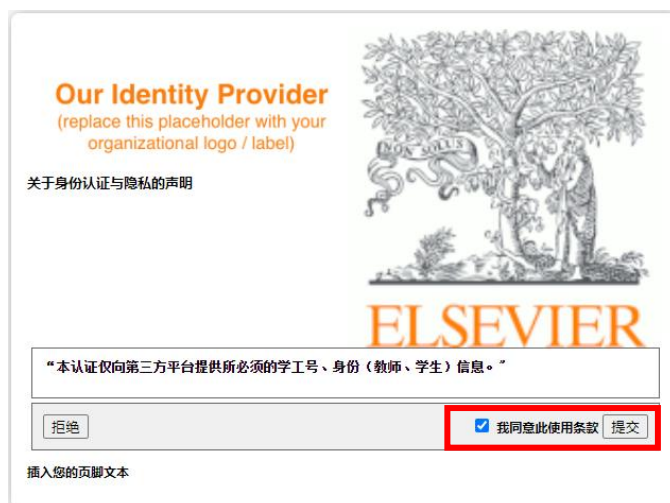 Our Identity Provider
(replace this placeholder with your
organizational logo / label)
关于身份认证与隐私的声明
NON SOLUS
ELSEVIER
“本认证仅向第三方平台提供所必须的学工号、身份（教师、学生）信息。”
拒绝
我同意此使用条款 提交
插入您的页脚文本